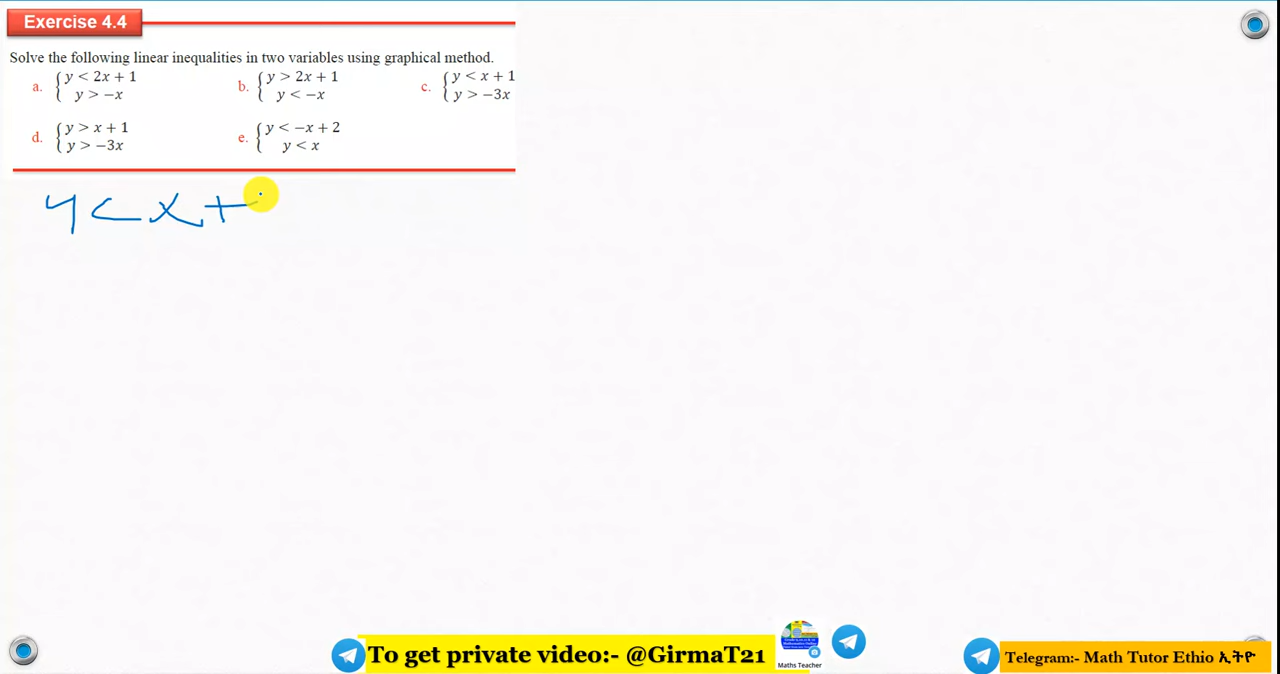 Exercise 4.4
Solve the following linear inequalities in two variables using graphical method.
a. { y < 2x + 1
y > −x
b. { y > 2x + 1
y < −x
c. { y < x + 1
y > −3x
d. { y > x + 1
y > −3x
e. { y < −x + 2
y < x
y < x +
To get private video:- @GirmaT21
Maths Teacher
Telegram:- Math Tutor Ethio ኢትዮ